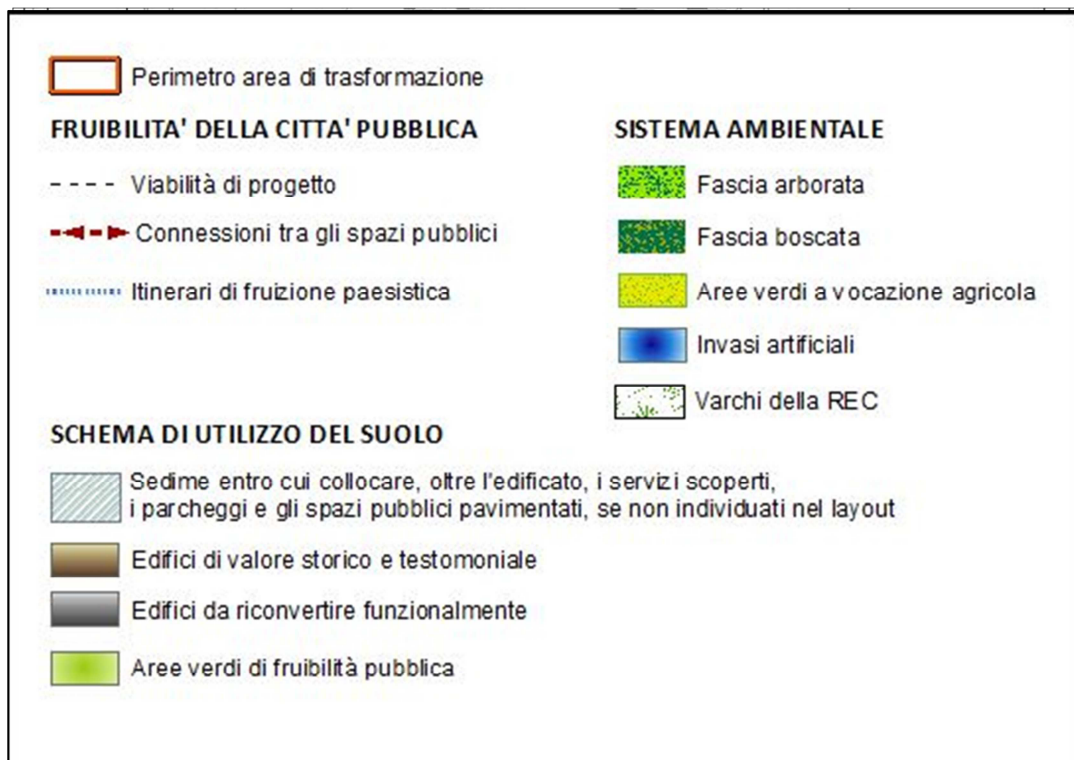 Perimetro area di trasformazione
FRUIBILITA' DELLA CITTA' PUBBLICA
Viabilità di progetto
Connessioni tra gli spazi pubblici
Itinerari di fruizione paesistica
SISTEMA AMBIENTALE
Fascia arborata
Fascia boscata
Aree verdi a vocazione agricola
Invasi artificiali
Varchi della REC
SCHEMA DI UTILIZZO DEL SUOLO
Sedime entro cui collocare, oltre l'edificato, i servizi scoperti,
i parcheggi e gli spazi pubblici pavimentati, se non individuati nel layout
Edifici di valore storico e testomoniale
Edifici da riconvertire funzionalmente
Aree verdi di fruibilità pubblica